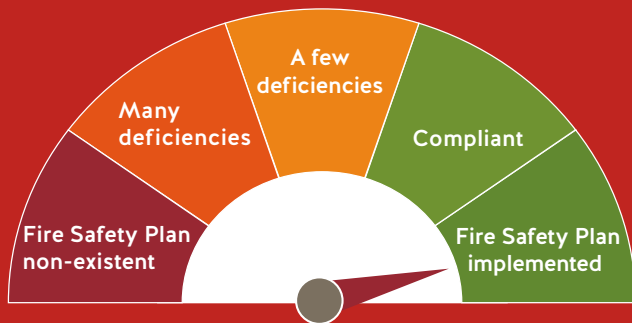 Fire Safety Plan
non-existent
Many
deficiencies
A few
deficiencies
Compliant
Fire Safety Plan
implemented